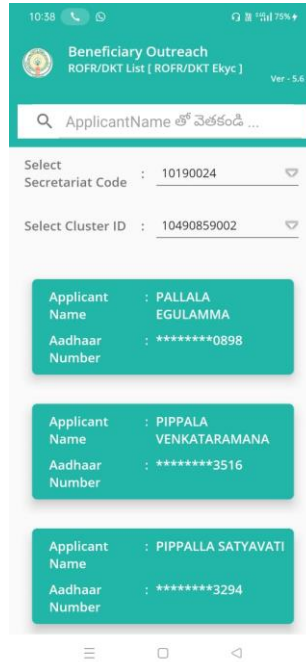 10:38 75%
Beneficiary Outreach
ROFR/DKT List [ ROFR/DKT Ekyc ]
Ver - 5.6
ApplicantName తో వెతకండి ...
Select
Secretariat Code : 10190024
Select Cluster ID : 10490859002
Applicant : PALLALA
Name EGULAMMA
Aadhaar : ********0898
Number
Applicant : PIPPALA
Name VENKATARAMANA
Aadhaar : ********3516
Number
Applicant : PIPPALLA SATYAVATI
Name
Aadhaar : ********3294
Number